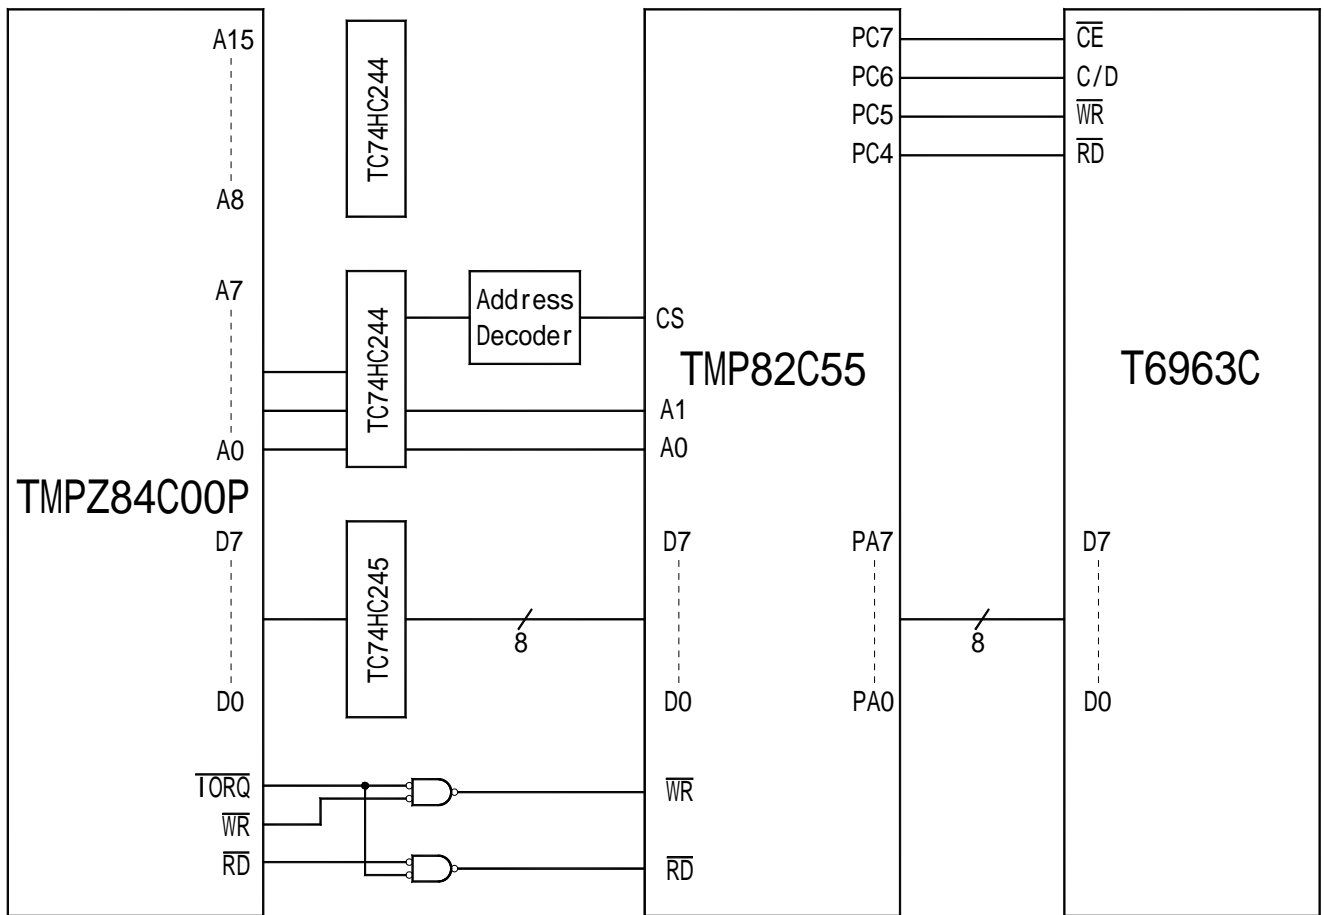 A15
A8
A7
A0
TMPZ84C00P
D7
D0
IORQ
WR
RD
TC74HC244
TC74HC244
TC74HC245
Address
Decoder
8
CS
TMP82C55
A1
A0
D7
D0
WR
RD
PC7
PC6
PC5
PC4
PA7
PA0
8
CE
C/D
WR
RD
T6963C
D7
D0